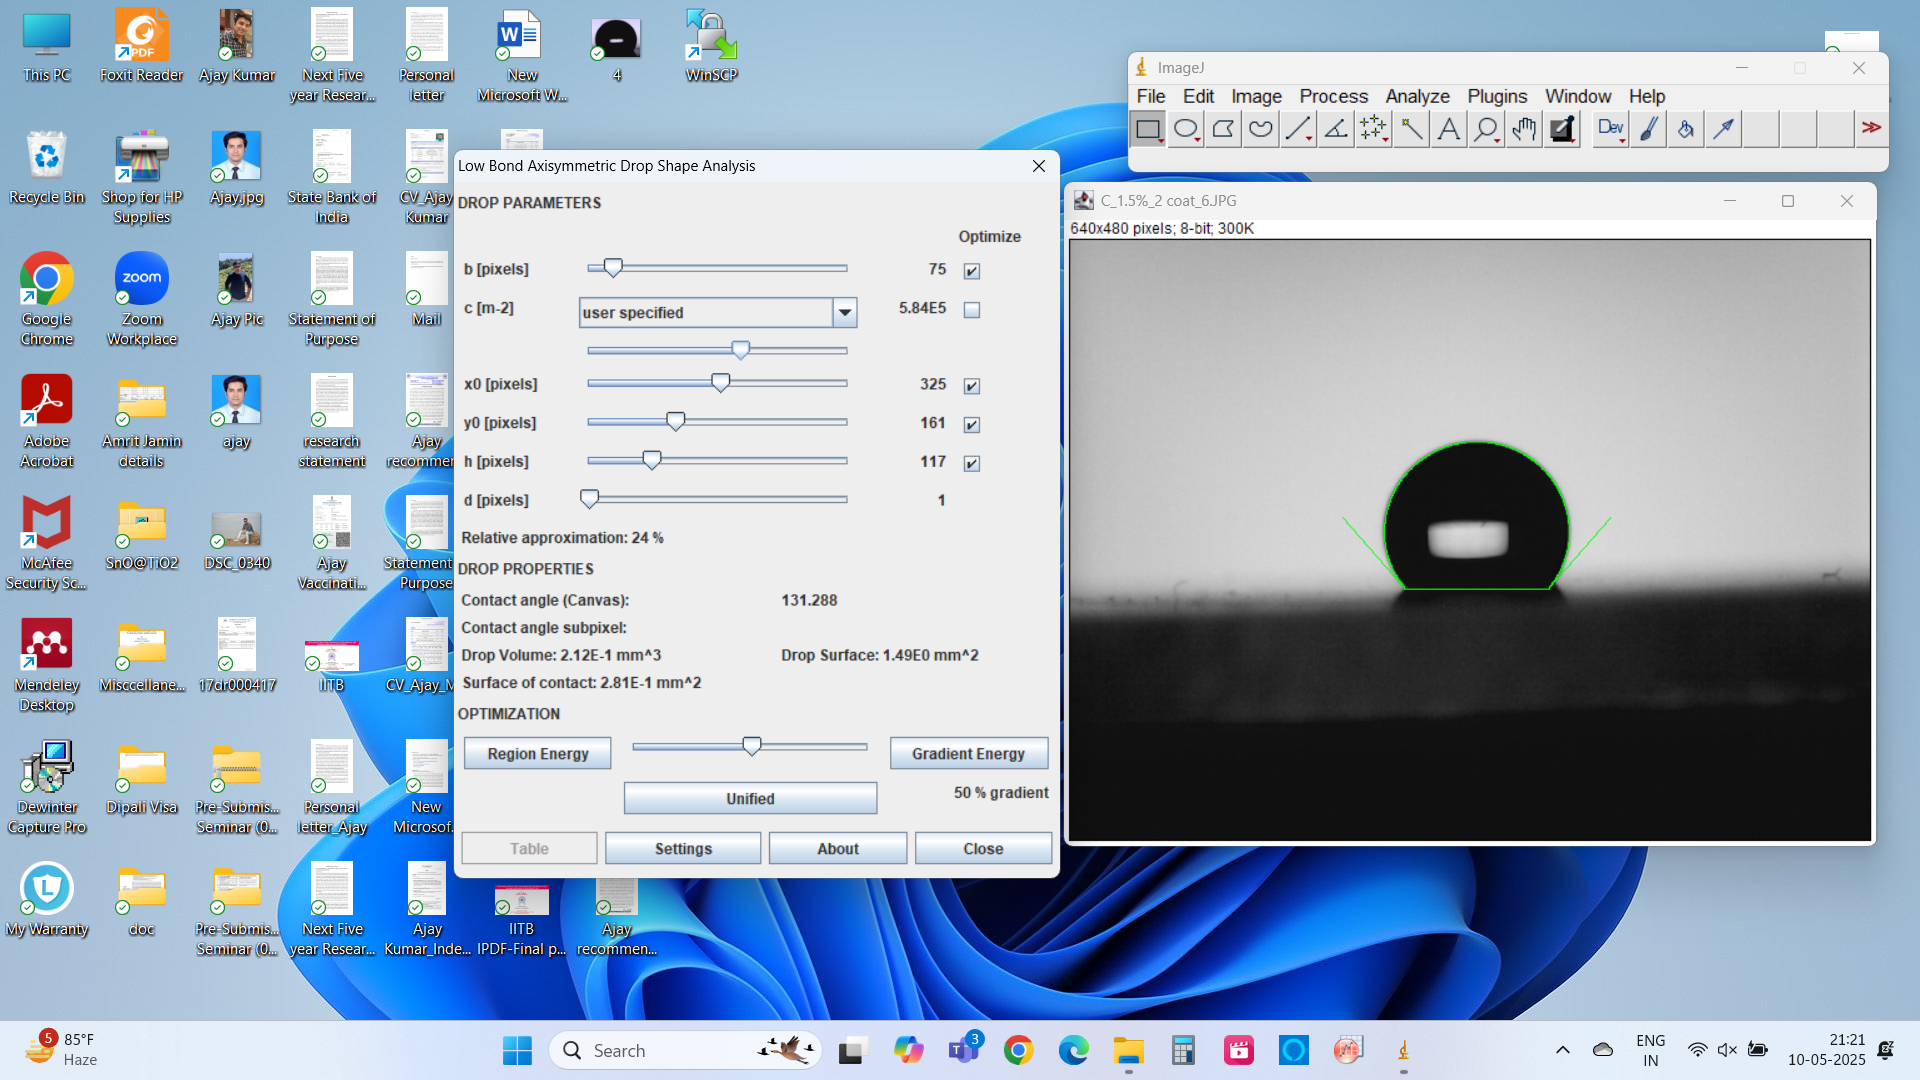 This PC
Foxit Reader
Ajay Kumar
Next Five
year Resear...
Personal
letter
New
Microsoft W...
4
WinSCP
Recycle Bin
Shop for HP
Supplies
Ajay.jpg
State Bank of
India
CV_Ajay
Kumar
Google
Chrome
zoom
Zoom
Workplace
Ajay Pic
Statement of
Purpose
Mail
Adobe
Acrobat
Amrit Jamin
details
ajay
research
statement
Ajay
recommer
McAfee
Security Sc...
SnO@TiO2
DSC_0340
Ajay
Vaccinati...
Statement
Purpose
Mendeley
Desktop
Misccellane...
17dr000417
IITB
CV_Ajay_M
Dewinter
Capture Pro
Dipali Visa
Pre-Submis...
Seminar (0...
Personal
letter_Ajay
New
Microsof.
My Warranty
doc
Pre-Submis...
Seminar (0...
Next Five
year Resear...
Ajay
Kumar_Inde...
IITB
IPDF-Final p...
Ajay
recommen...
Low Bond Axisymmetric Drop Shape Analysis
DROP PARAMETERS
Optimize
b [pixels] 75
c [m-2] user specified 5.84E5
x0 [pixels] 325
y0 [pixels] 161
h [pixels] 117
d [pixels] 1
Relative approximation: 24 %
DROP PROPERTIES
Contact angle (Canvas): 131.288
Contact angle subpixel:
Drop Volume: 2.12E-1 mm^3 Drop Surface: 1.49E0 mm^2
Surface of contact: 2.81E-1 mm^2
OPTIMIZATION
Region Energy Gradient Energy
Unified 50 % gradient
Table Settings About Close
ImageJ
File Edit Image Process Analyze Plugins Window Help
Dev
C_1.5%_2 coat_6.JPG
640x480 pixels; 8-bit; 300K
5
85°F
Haze
Search
3
ENG
IN
21:21
10-05-2025